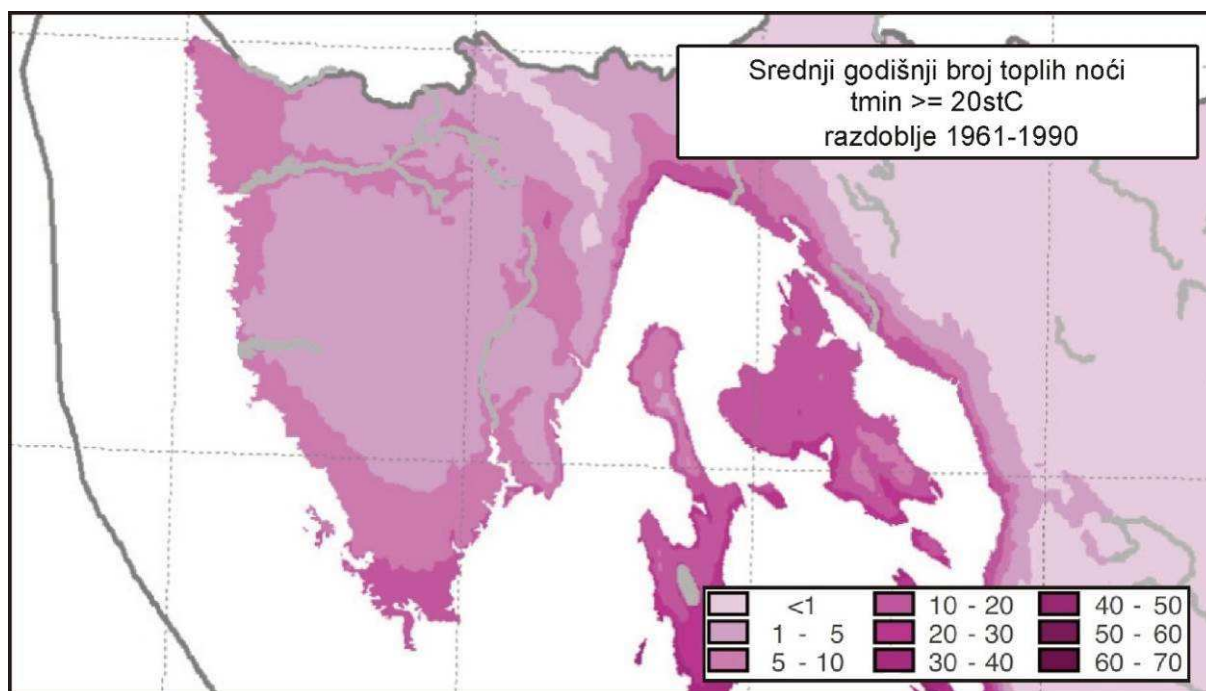 Srednji godišnji broj toplih noći
tmin >= 20stC
razdoblje 1961-1990
<1
1 - 5
5 - 10
10 - 20
20 - 30
30 - 40
40 - 50
50 - 60
60 - 70